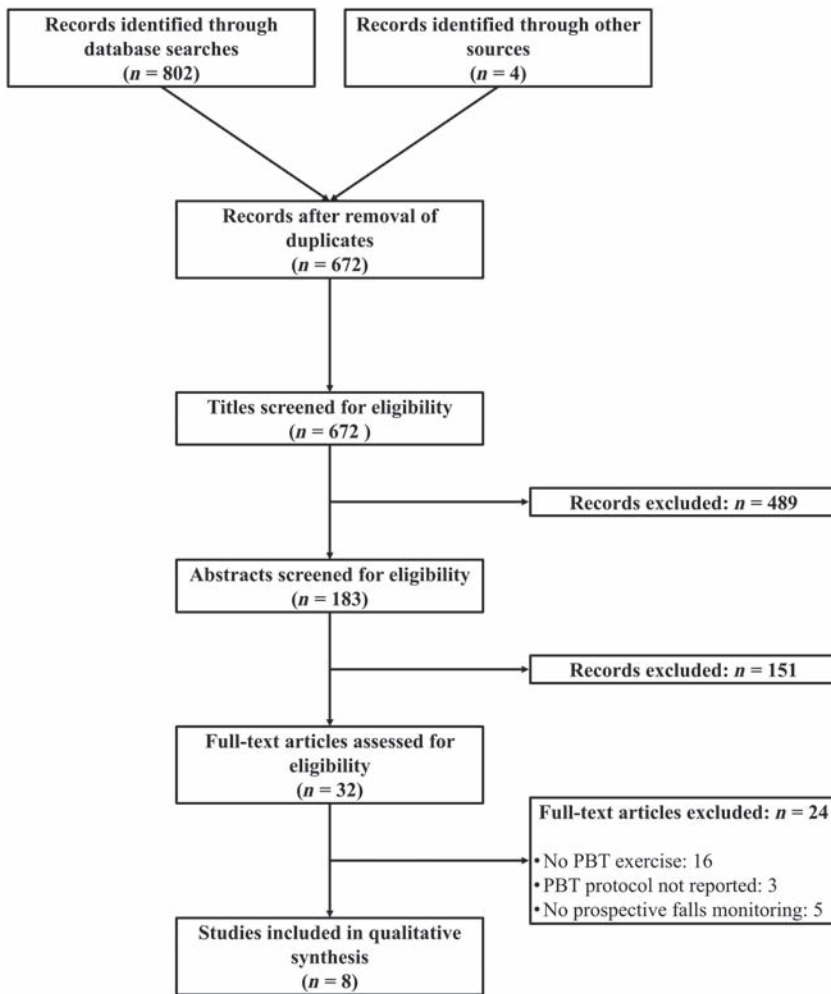 Records identified through
database searches
(n = 802)
Records identified through other
sources
(n = 4)
Records after removal of
duplicates
(n = 672)
Titles screened for eligibility
(n = 672 )
Records excluded: n = 489
Abstracts screened for eligibility
(n = 183)
Records excluded: n = 151
Full-text articles assessed for
eligibility
(n = 32)
Full-text articles excluded: n = 24
• No PBT exercise: 16
• PBT protocol not reported: 3
• No prospective falls monitoring: 5
Studies included in qualitative
synthesis
(n = 8)